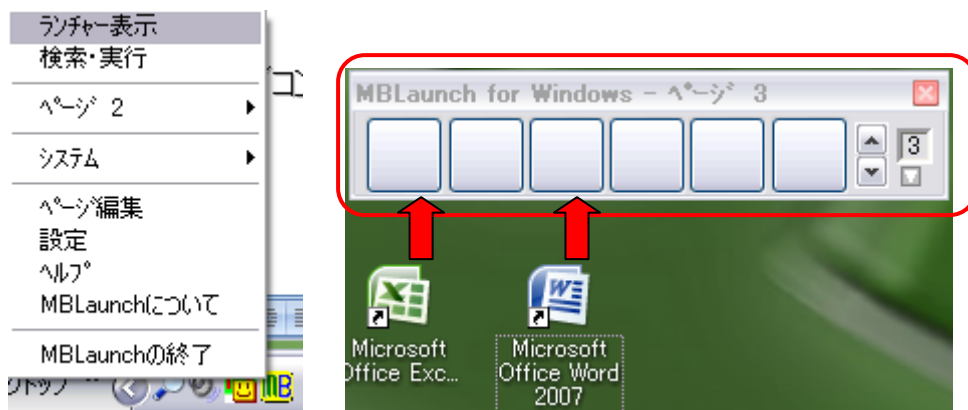 ランチャー表示
検索･実行
ﾍﾟｰｼﾞ 2
システム
ﾍﾟｰｼﾞ編集
設定
ﾍﾙﾌﾟ
MBLaunchについて
MBLaunchの終了
MBLaunch for Windows - ﾍﾟｰｼﾞ 3
3
Microsoft
Office Exc...
Microsoft
Office Word
2007
mB